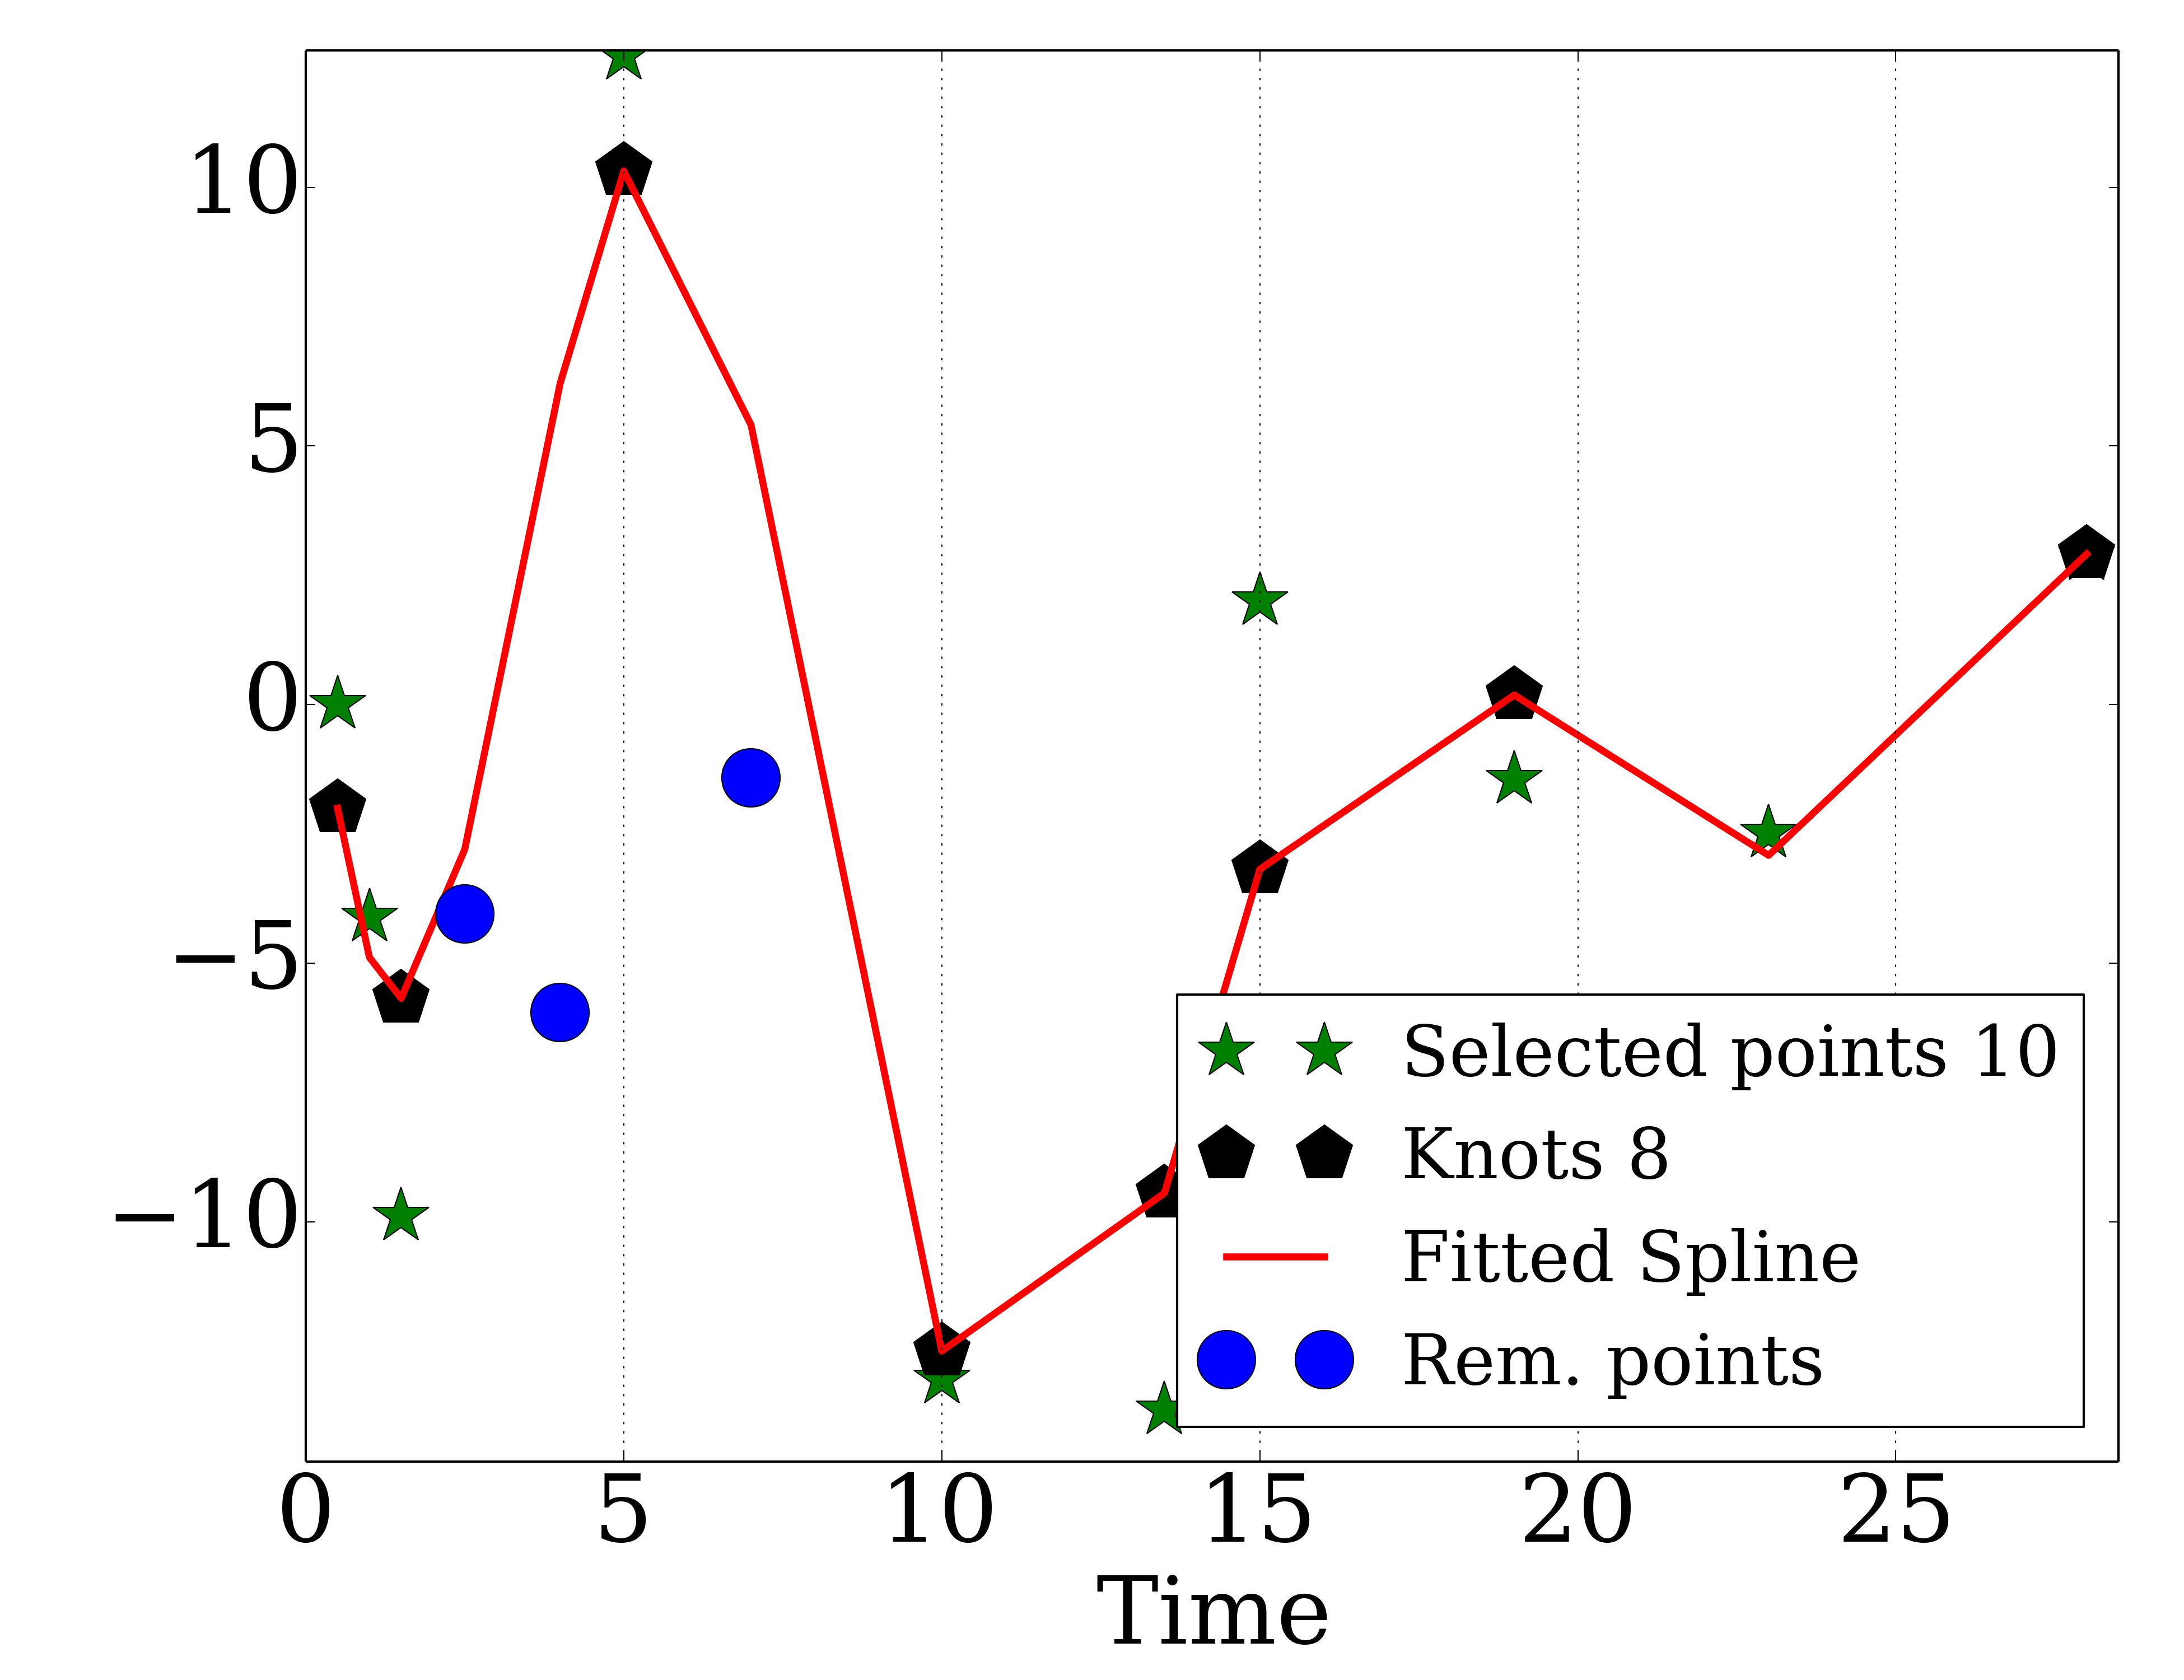 10
5
0
−5
−10
Selected points 10
Knots 8
Fitted Spline
Rem. points
0 5 10 15 20 25
Time